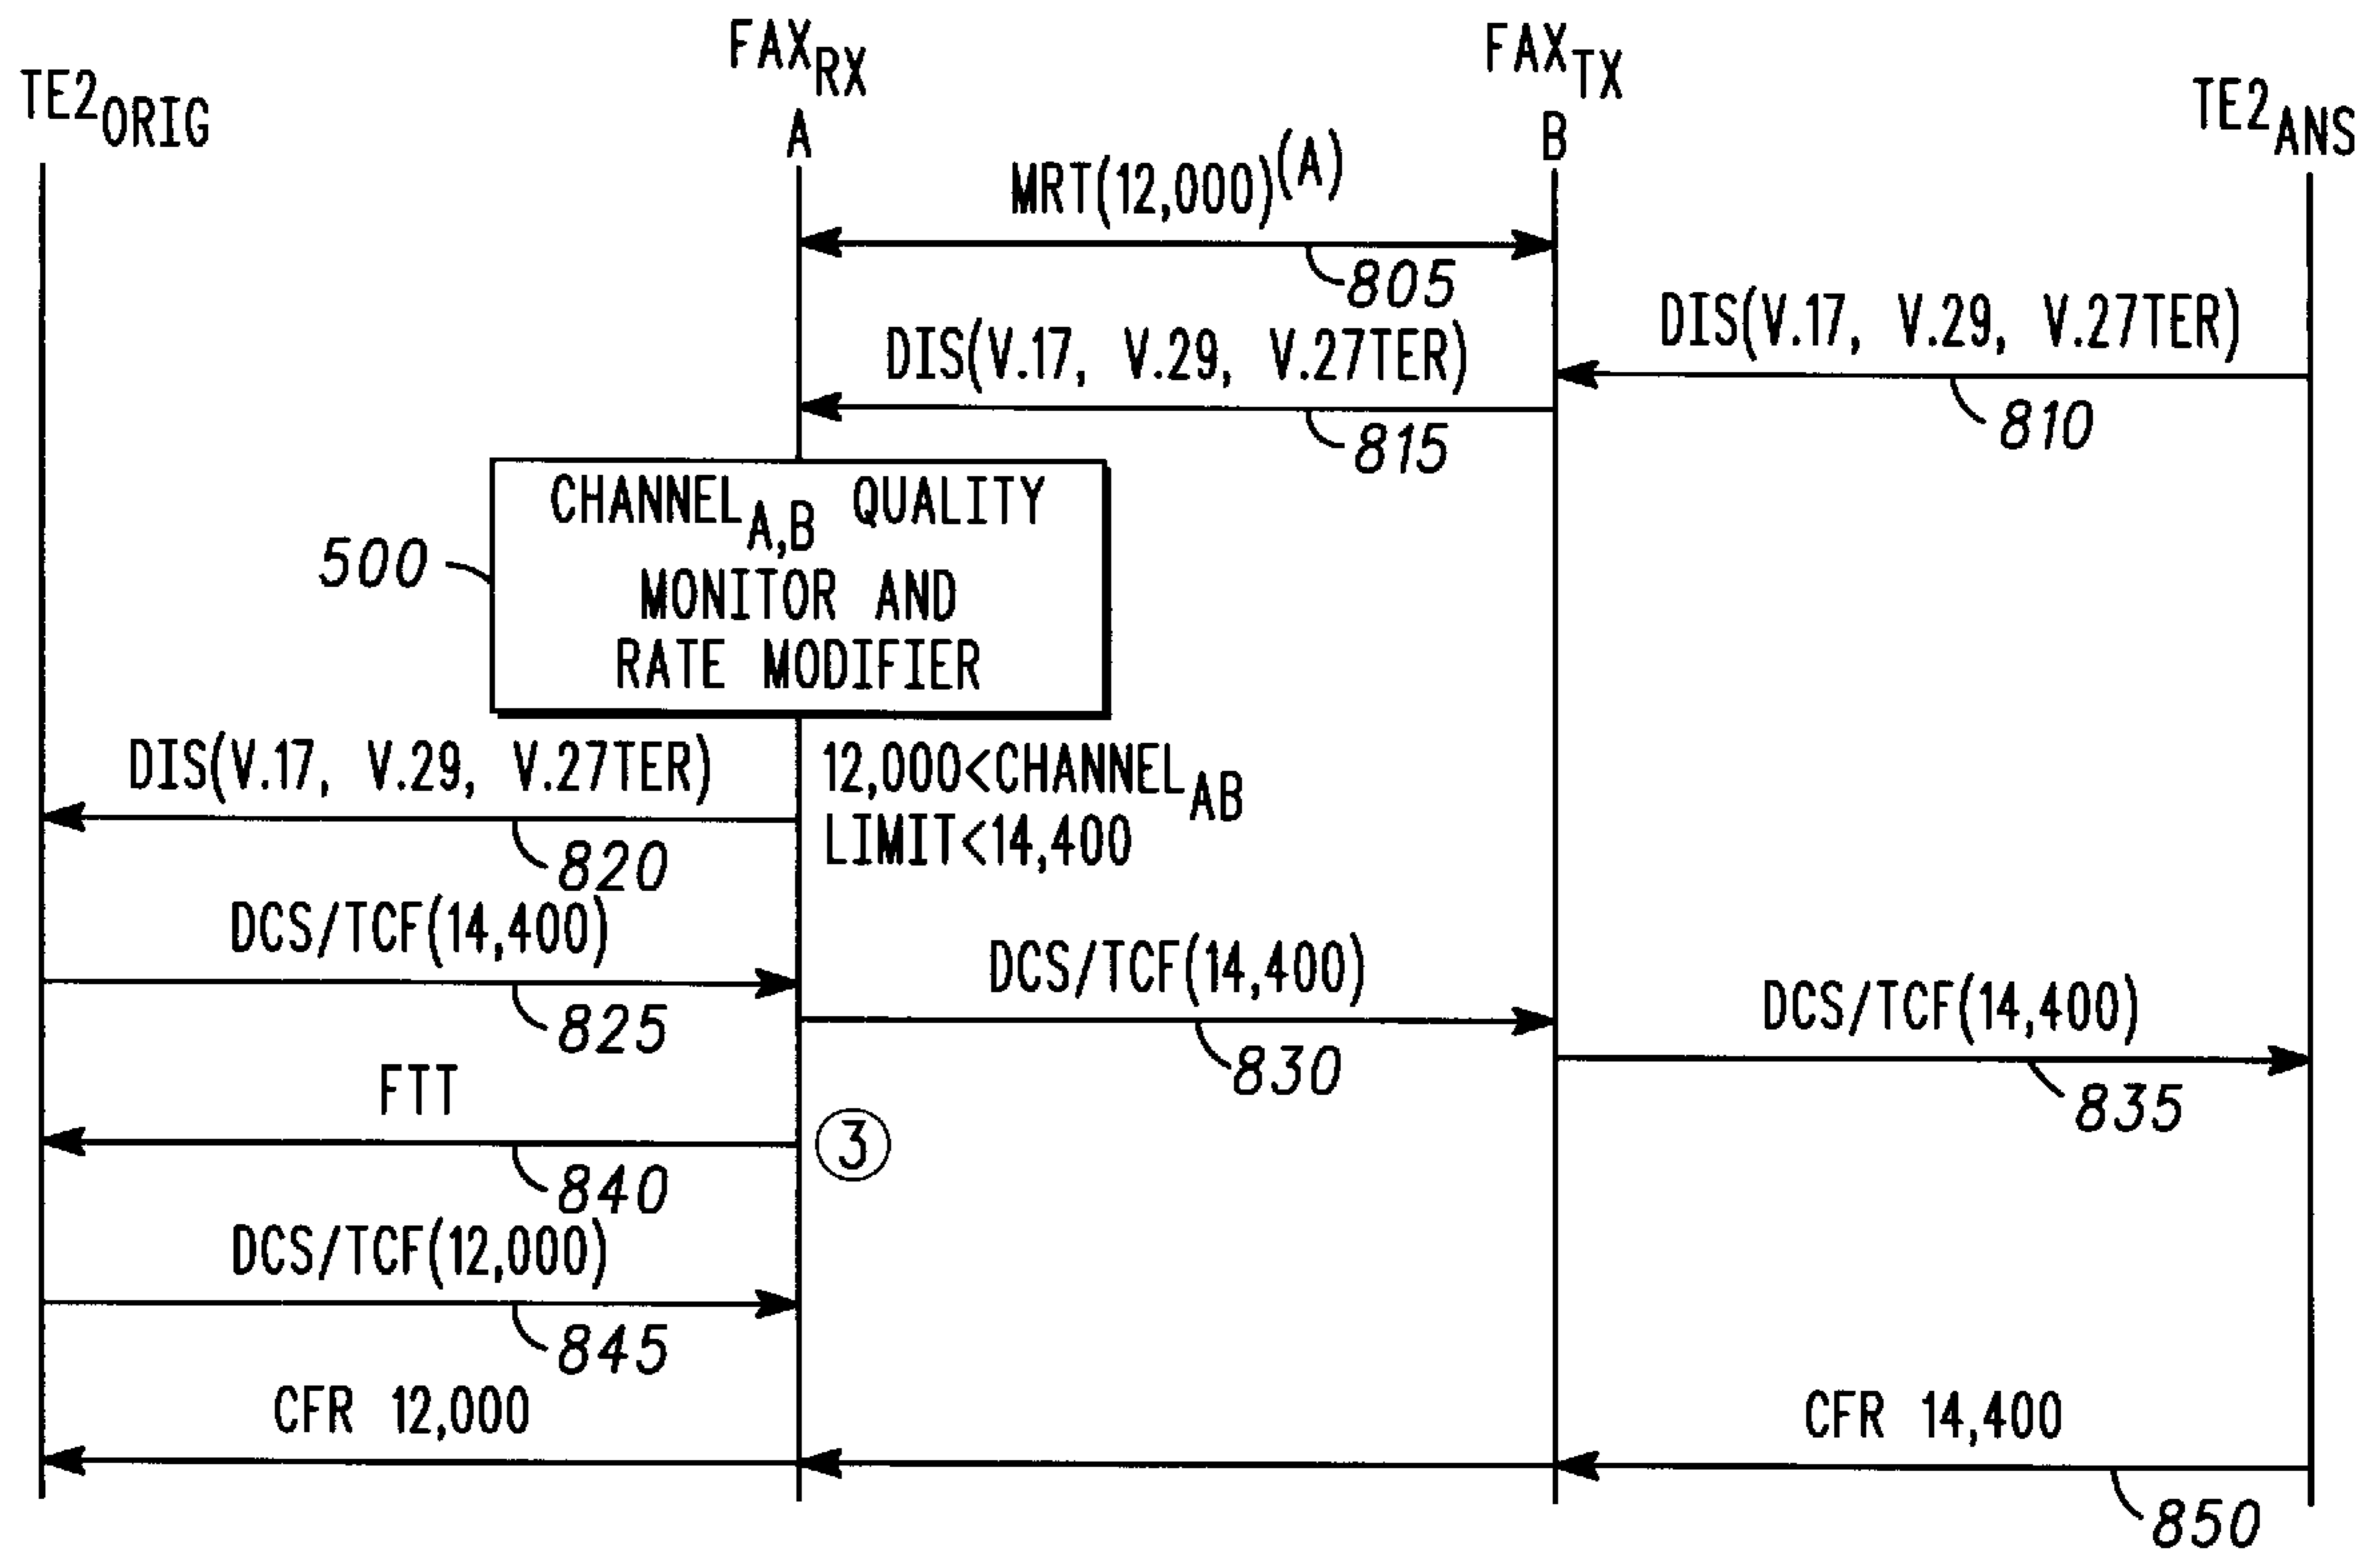 TE2ORIG
FAXRX
A
FAXTX
B
TE2ANS
MRT(12,000)(A)
805
DIS(V.17, V.29, V.27TER)
810
DIS(V.17, V.29, V.27TER)
815
CHANNELA,B QUALITY
MONITOR AND
RATE MODIFIER
500
DIS(V.17, V.29, V.27TER)
820
12,000<CHANNELAB
LIMIT<14,400
DCS/TCF(14,400)
825
DCS/TCF(14,400)
830
DCS/TCF(14,400)
835
FTT
3
840
DCS/TCF(12,000)
845
CFR 12,000
CFR 14,400
850